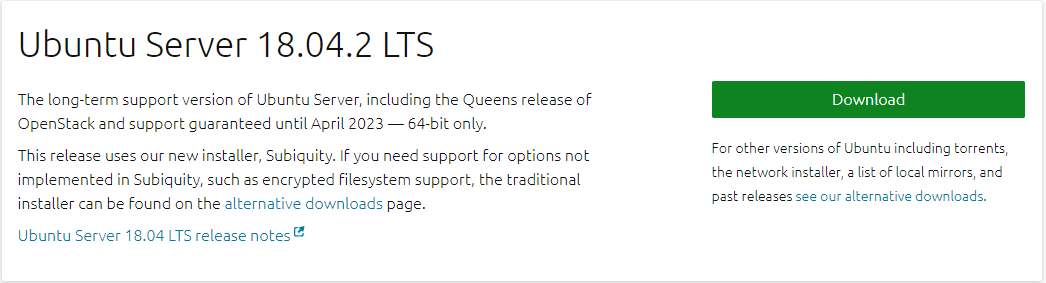 Ubuntu Server 18.04.2 LTS
The long-term support version of Ubuntu Server, including the Queens release of
OpenStack and support guaranteed until April 2023 — 64-bit only.
This release uses our new installer, Subiquity. If you need support for options not
implemented in Subiquity, such as encrypted filesystem support, the traditional
installer can be found on the alternative downloads page.
Ubuntu Server 18.04 LTS release notes
Download
For other versions of Ubuntu including torrents,
the network installer, a list of local mirrors, and
past releases see our alternative downloads.